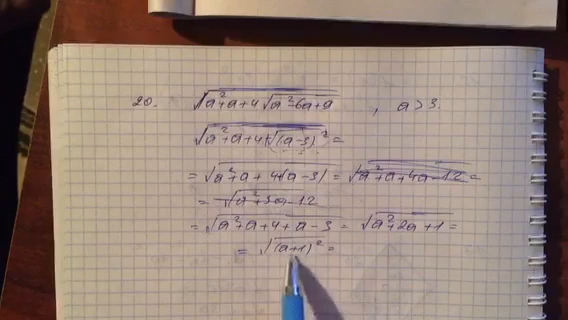 20. √(a²+a+4√(a²-6a+9)) , a>3.
√(a²+a+4+√((a-3)²)) =
= √(a²+a+4(a-3)) = √(a²+a+4a-12) =
= √(a²+5a-12)
= √(a²+a+4+a-3) = √(a²+2a+1) =
= √((a+1)²) =